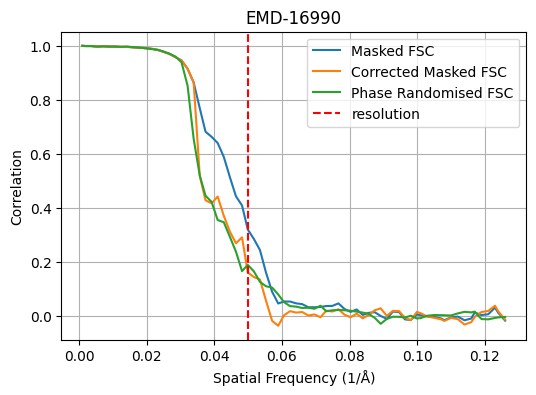 EMD-16990
Masked FSC
Corrected Masked FSC
Phase Randomised FSC
resolution
Correlation
1.0
0.8
0.6
0.4
0.2
0.0
0.00 0.02 0.04 0.06 0.08 0.10 0.12
Spatial Frequency (1/Å)